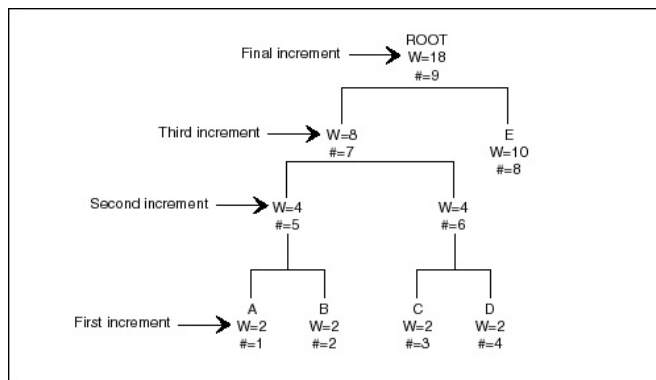 ROOT
Final increment
W=18
#=9
Third increment
W=8
#=7
E
W=10
#=8
Second increment
W=4
#=5
W=4
#=6
A
B
C
D
First increment
W=2
W=2
W=2
W=2
#=1
#=2
#=3
#=4